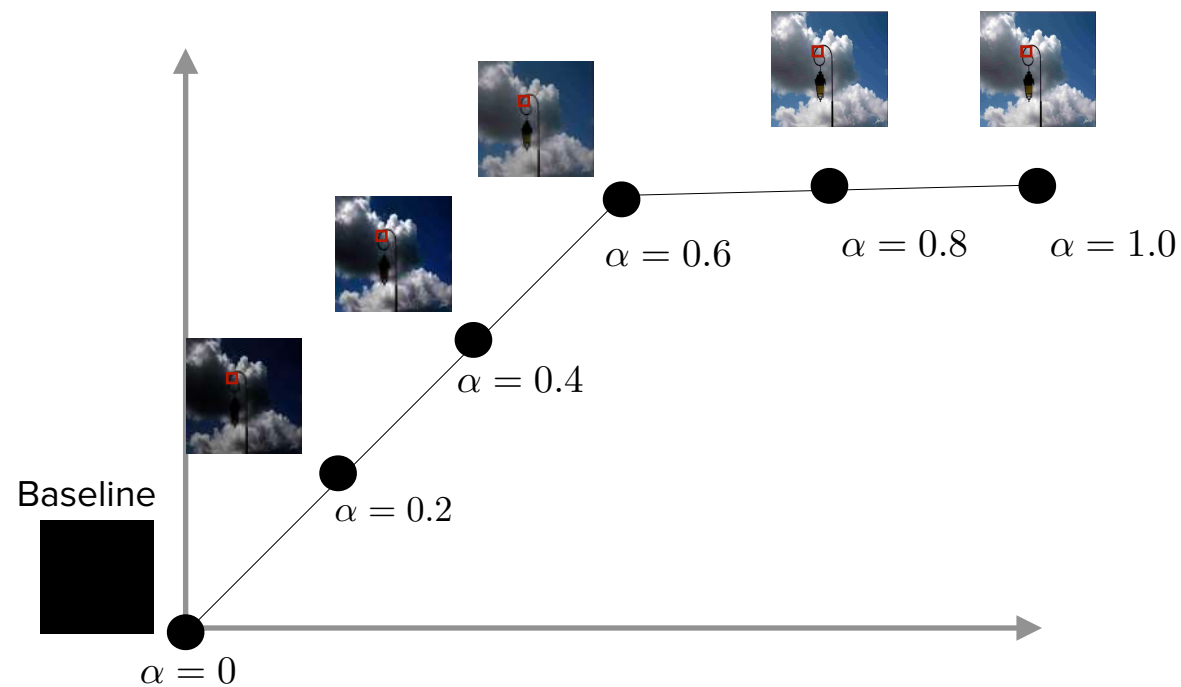 Baseline
α = 0
α = 0.2
α = 0.4
α = 0.6
α = 0.8
α = 1.0